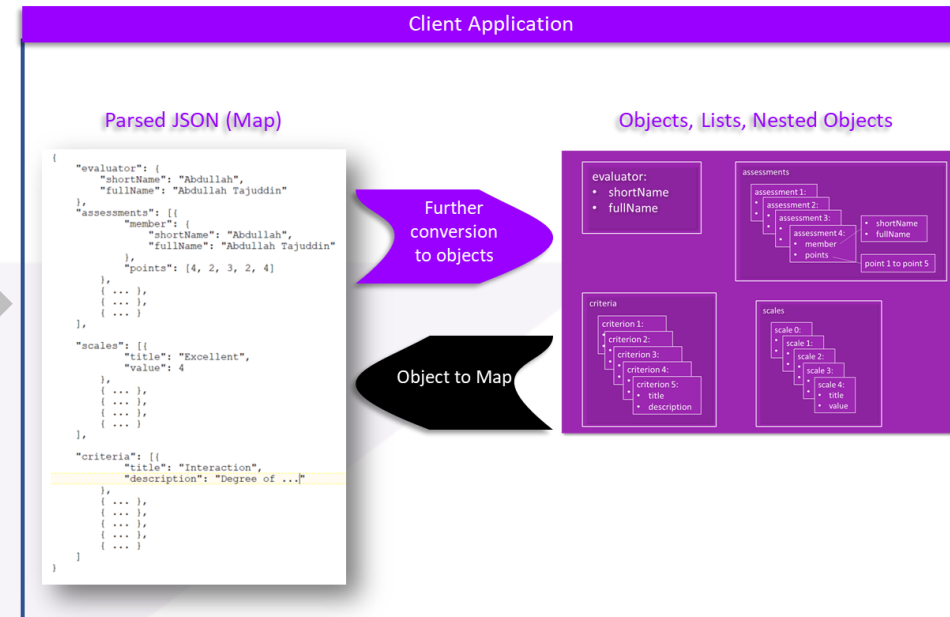 Client Application
Parsed JSON (Map)
{
"evaluator": {
"shortName": "Abdullah",
"fullName": "Abdullah Tajuddin"
},
"assessments": [{
"member": {
"shortName": "Abdullah",
"fullName": "Abdullah Tajuddin"
},
"points": [4, 2, 3, 2, 4]
},
{ ... },
{ ... },
{ ... }
],
"scales": [{
"title": "Excellent",
"value": 4
},
{ ... },
{ ... },
{ ... },
{ ... }
],
"criteria": [{
"title": "Interaction",
"description": "Degree of ..."
},
{ ... },
{ ... },
{ ... },
{ ... },
{ ... }
]
}
Further
conversion
to objects
Object to Map
Objects, Lists, Nested Objects
evaluator:
• shortName
• fullName
assessments
assessment 1:
assessment 2:
assessment 3:
assessment 4:
• member
• points
• shortName
• fullName
point 1 to point 5
criteria
criterion 1:
criterion 2:
criterion 3:
criterion 4:
criterion 5:
• title
• description
scales
scale 0:
scale 1:
scale 2:
scale 3:
scale 4:
• title
• value